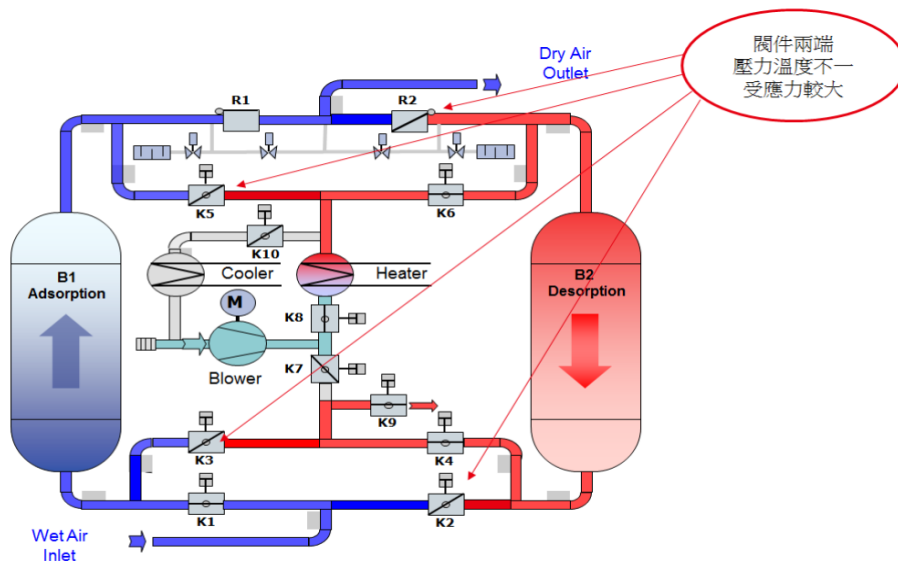 閥件兩端
壓力溫度不一
受應力較大
Dry Air
Outlet
R1
R2
K5
K6
K10
Cooler
Heater
B1
Adsorption
B2
Desorption
M
K8
Blower
K7
K9
K3
K4
K1
K2
Wet Air
Inlet